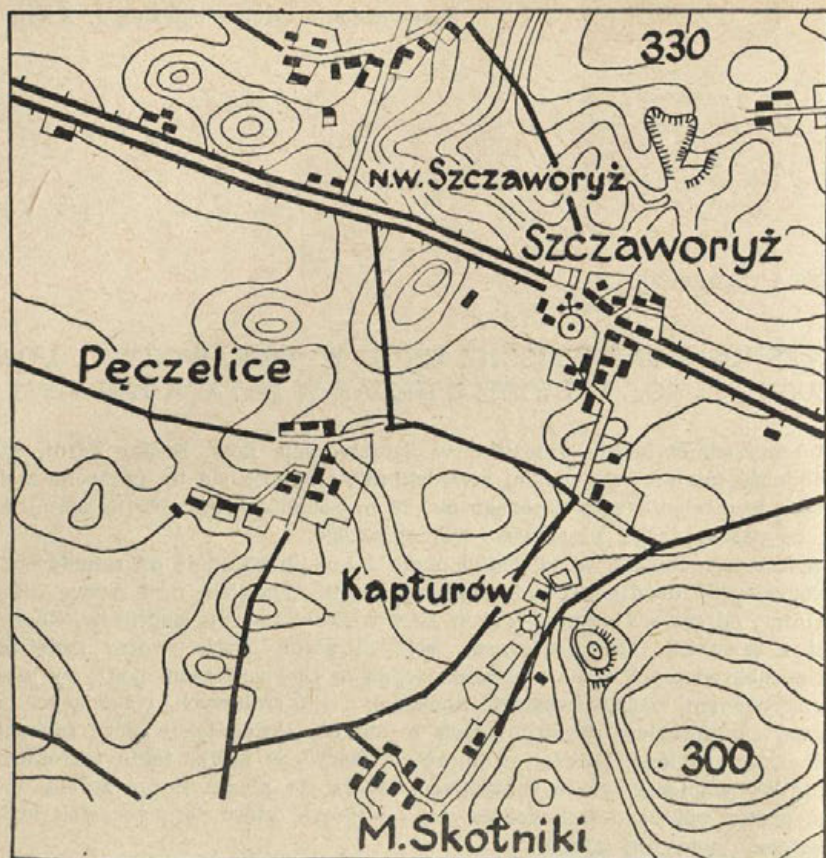 330
N.W. Szczaworyż
Szczaworyż
Pęczelice
Kapturów
300
M. Skotniki